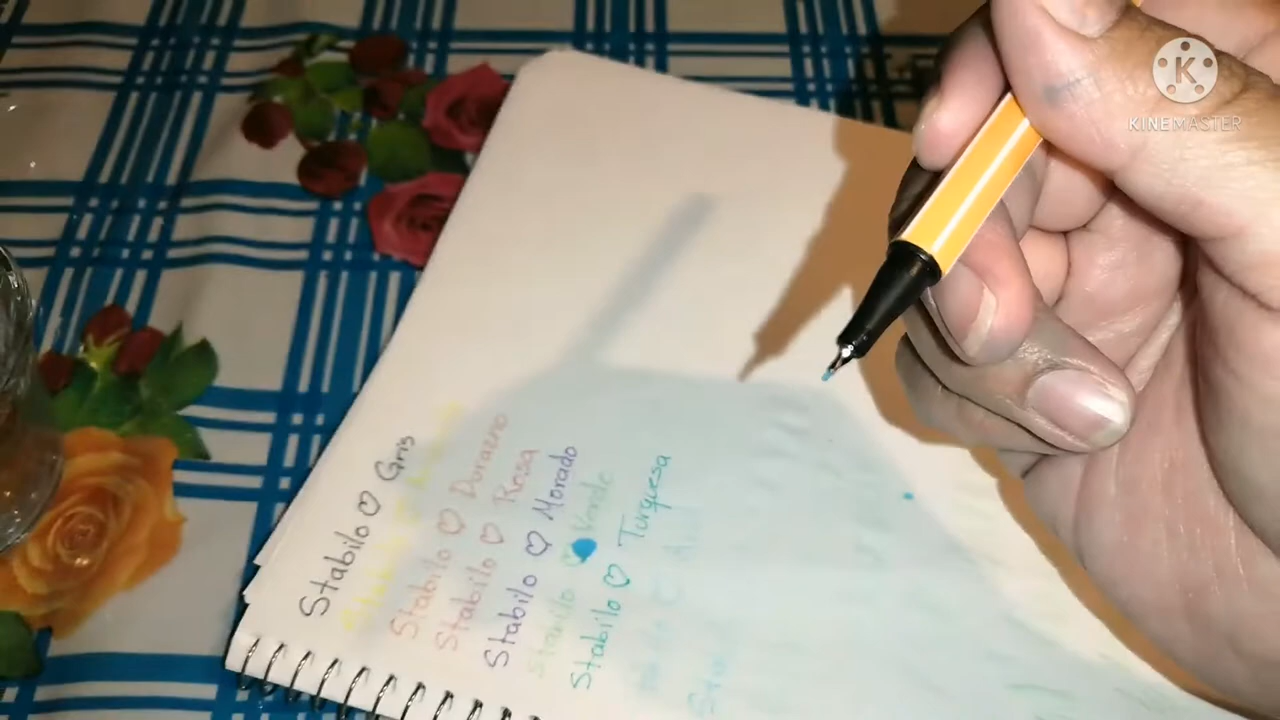 Stabilo ♡ Gris
Stabilo ♡ Durazno
Stabilo ♡ Rosa
Stabilo ♡ Morado
Stabilo ♡ Verde
Stabilo ♡ Turquesa
K
KINEMASTER